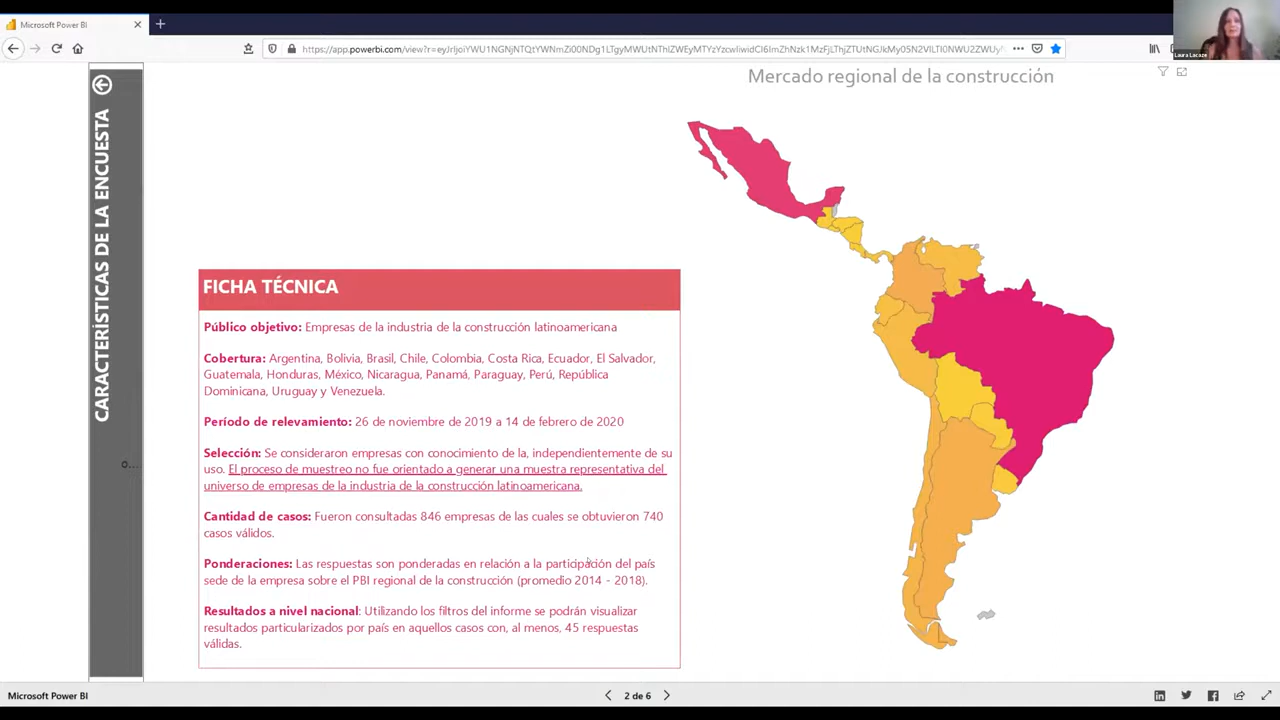 Microsoft Power BI
https://app.powerbi.com/view?r=
Laura Lacaze
Mercado regional de la construcción
CARACTERÍSTICAS DE LA ENCUESTA
o...
FICHA TÉCNICA
Público objetivo: Empresas de la industria de la construcción latinoamericana
Cobertura: Argentina, Bolivia, Brasil, Chile, Colombia, Costa Rica, Ecuador, El Salvador,
Guatemala, Honduras, México, Nicaragua, Panamá, Paraguay, Perú, República
Dominicana, Uruguay y Venezuela.
Período de relevamiento: 26 de noviembre de 2019 a 14 de febrero de 2020
Selección: Se consideraron empresas con conocimiento de la, independientemente de su
uso. El proceso de muestreo no fue orientado a generar una muestra representativa del
universo de empresas de la industria de la construcción latinoamericana.
Cantidad de casos: Fueron consultadas 846 empresas de las cuales se obtuvieron 740
casos válidos.
Ponderaciones: Las respuestas son ponderadas en relación a la participación del país
sede de la empresa sobre el PBI regional de la construcción (promedio 2014 - 2018).
Resultados a nivel nacional: Utilizando los filtros del informe se podrán visualizar
resultados particularizados por país en aquellos casos con, al menos, 45 respuestas
válidas.
Microsoft Power BI
2 de 6